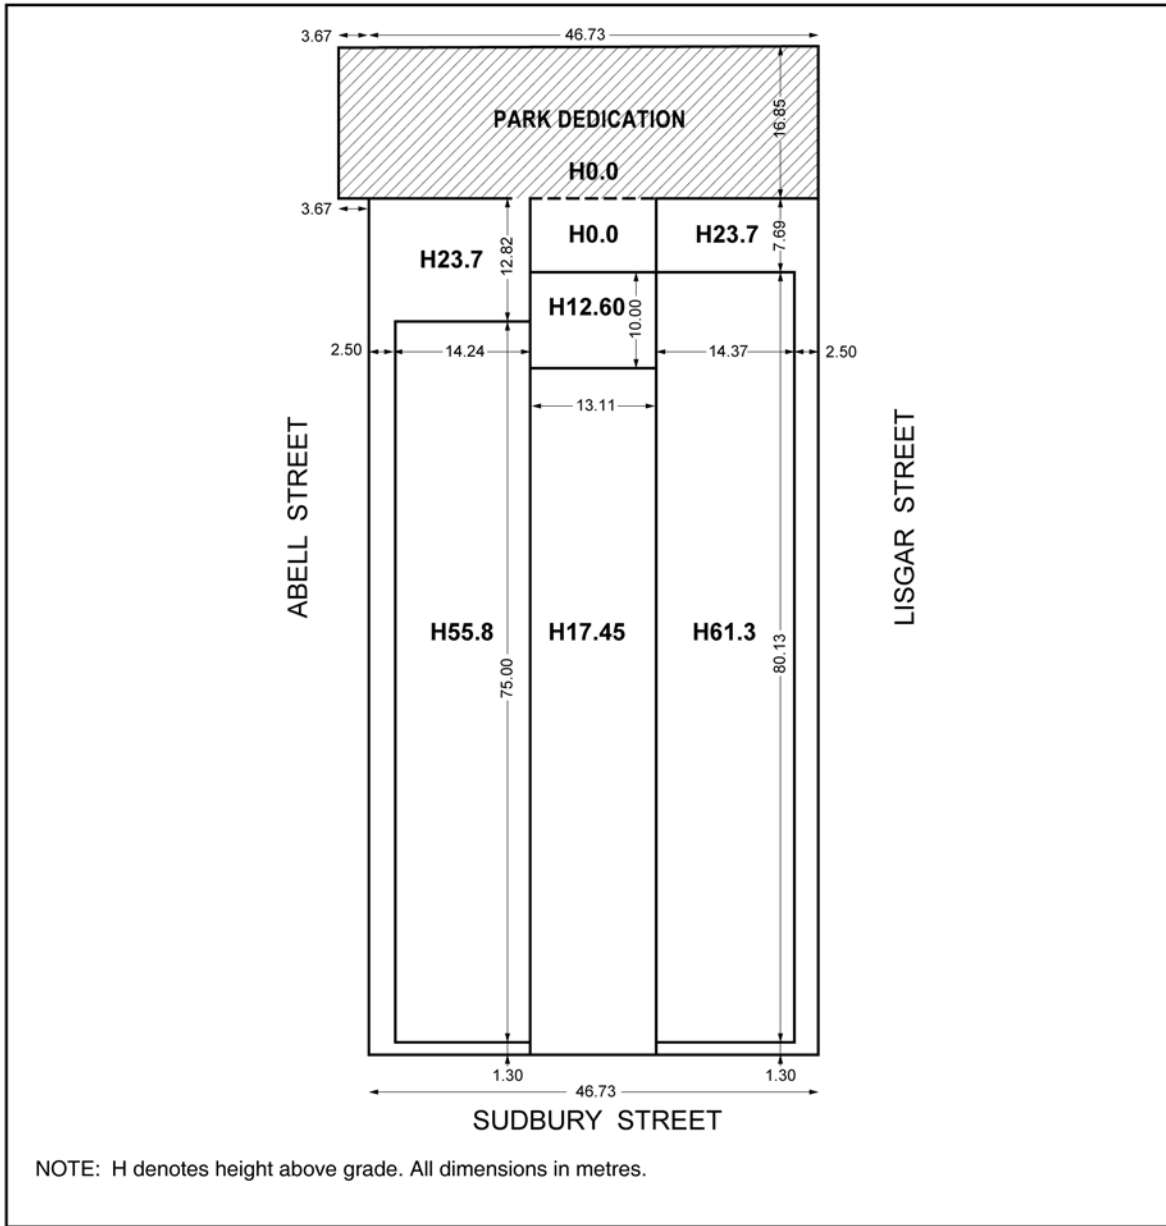 3.67
46.73
PARK DEDICATION
16.85
H0.0
3.67
H23.7
12.82
H0.0
H23.7
7.69
H12.60
10.00
2.50
14.24
14.37
2.50
13.11
ABELL STREET
LISGAR STREET
H55.8
H17.45
H61.3
75.00
80.13
1.30
1.30
46.73
SUDBURY STREET
NOTE: H denotes height above grade. All dimensions in metres.